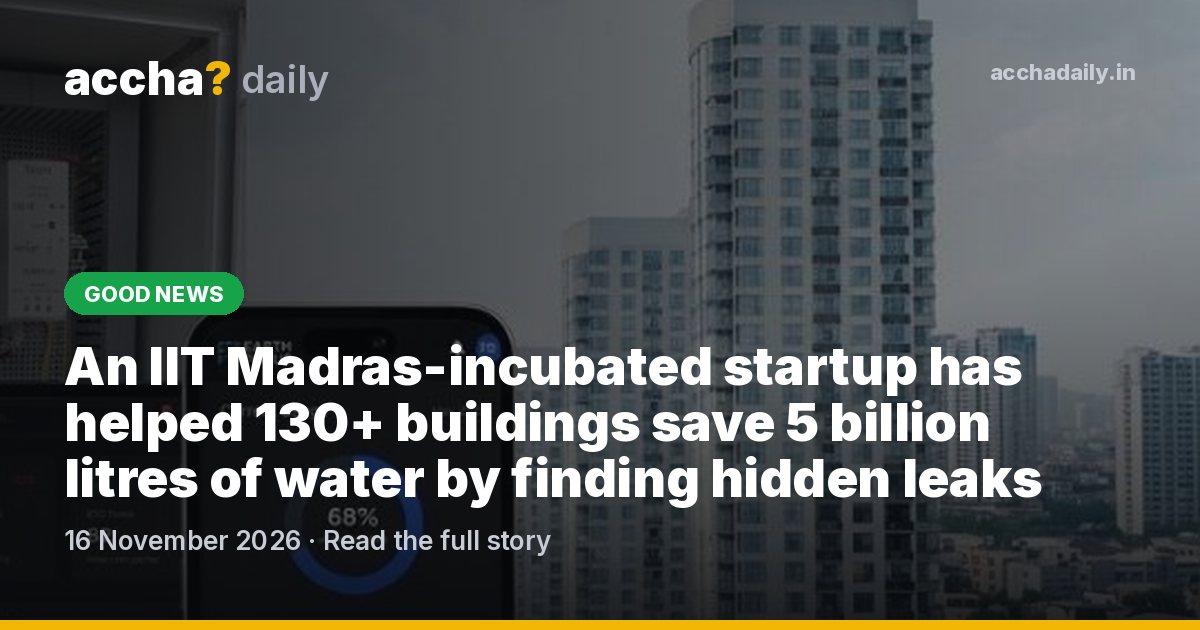 accha? daily
acchadaily.in
GOOD NEWS
An IIT Madras-incubated startup has
helped 130+ buildings save 5 billion
litres of water by finding hidden leaks
68%
16 November 2026 · Read the full story